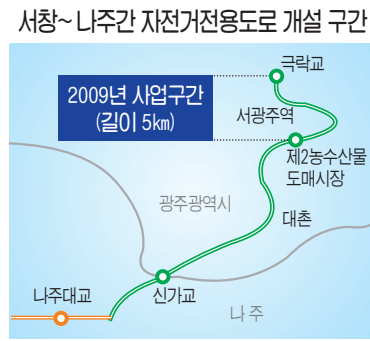 서창~나주간 자전거전용도로 개설 구간
극락교
2009년 사업구간
(길이 5㎞)
서광주역
제2농수산물
도매시장
광주광역시
대촌
나주대교
신가교
나 주